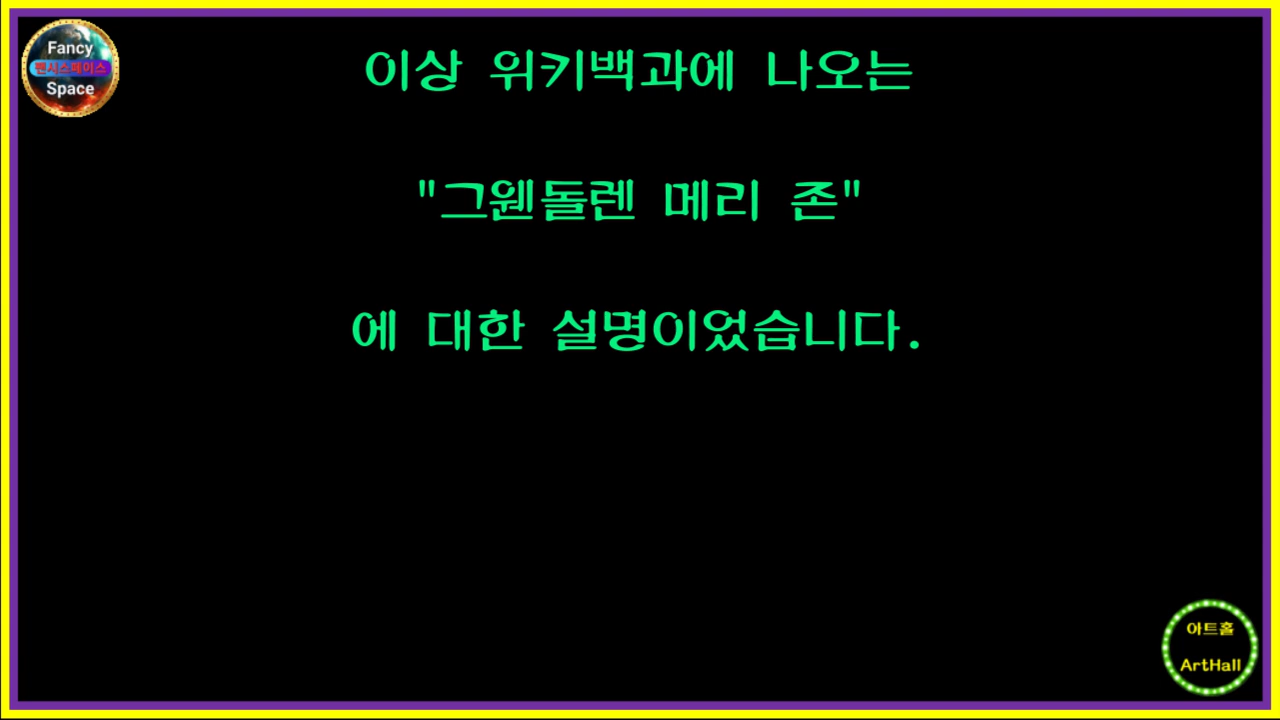 Fancy
팬시스페이스
Space
이상 위키백과에 나오는
"그웬돌렌 메리 존"
에 대한 설명이었습니다.
아트홀
ArtHall